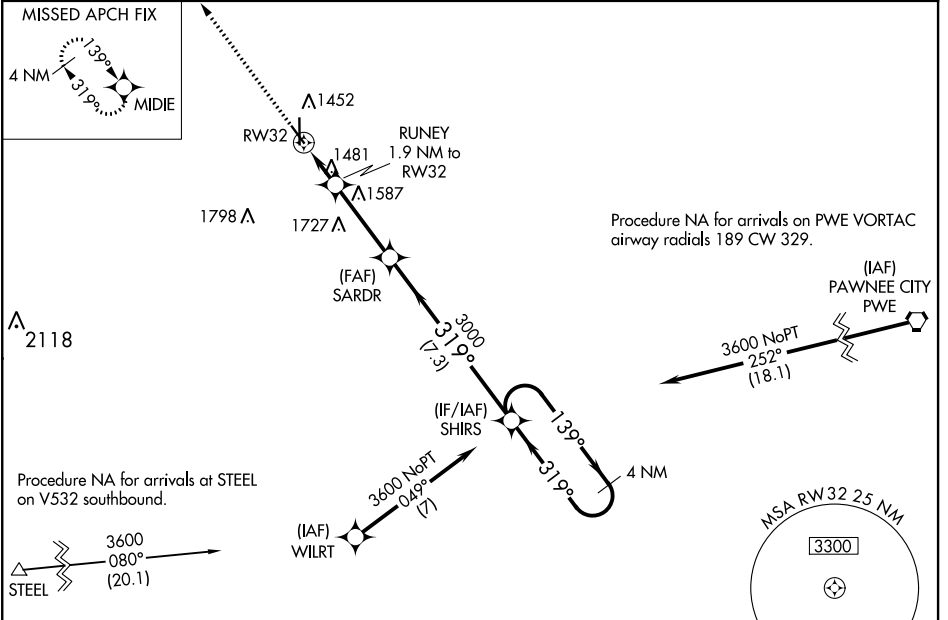 MISSED APCH FIX
139°
4 NM
319°
MIDIE
1452
RW32
RUNEY
1.9 NM to
RW32
1481
1587
1798
1727
(FAF)
SARDR
2118
Procedure NA for arrivals on PWE VORTAC
airway radials 189 CW 329.
(IAF)
PAWNEE CITY
PWE
3600 NoPT
252°
(18.1)
3000
319°
(7.3)
(IF/IAF)
SHIRS
139°
319°
4 NM
3600 NoPT
049°
(7)
(IAF)
WILRT
Procedure NA for arrivals at STEEL
on V532 southbound.
3600
080°
(20.1)
STEEL
MSA RW32 25 NM
3300